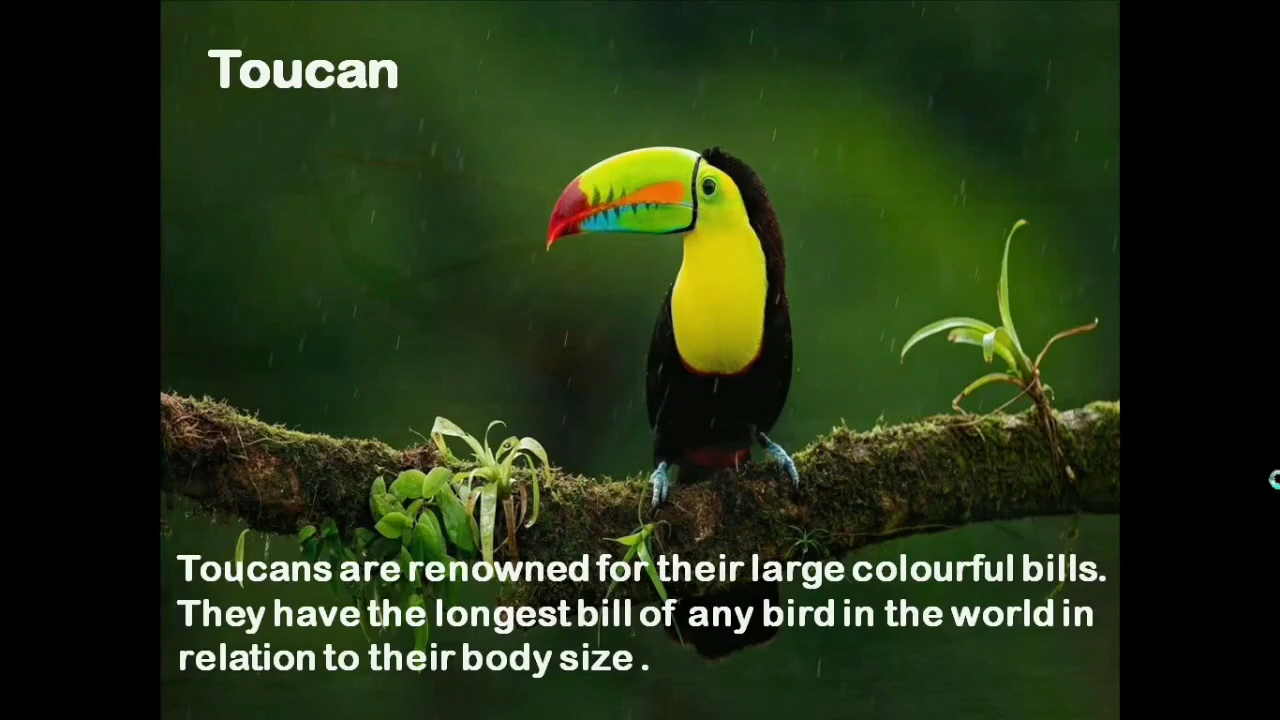 Toucan
Toucans are renowned for their large colourful bills.
They have the longest bill of any bird in the world in
relation to their body size .